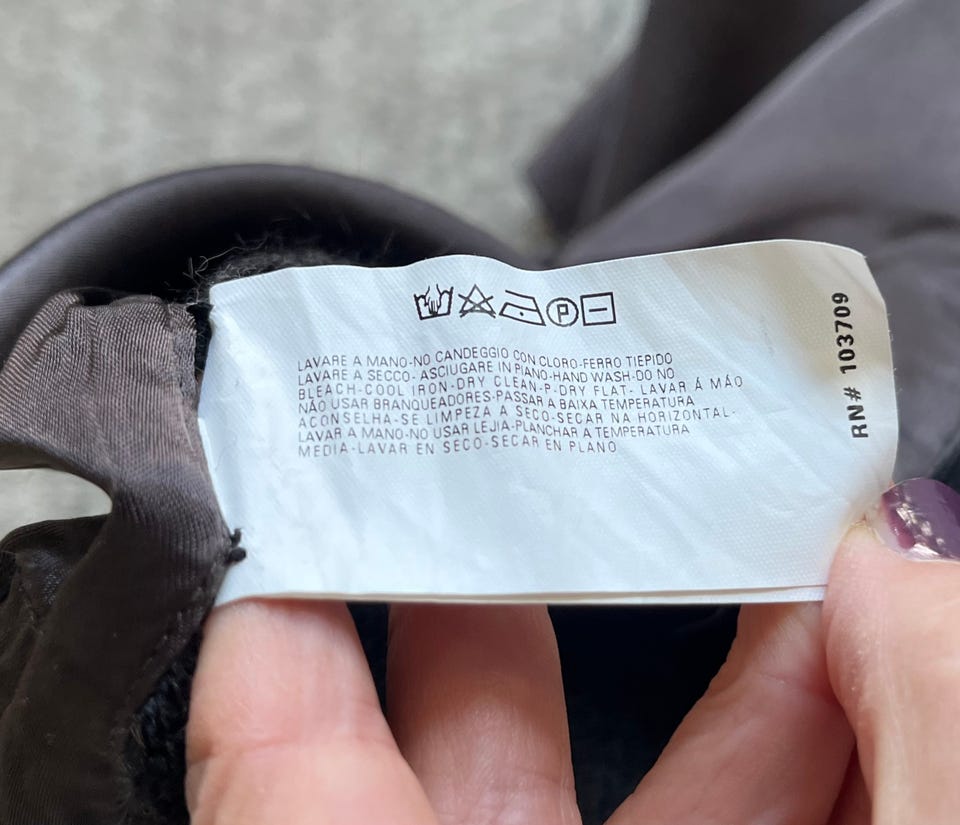 P
LAVARE A MANO-NO CANDEGGIO CON CLORO-FERRO TIEPIDO
LAVARE A SECCO- ASCIUGARE IN PIANO-HAND WASH-DO NO
BLEACH-COOL IRON-DRY CLEAN-P-DRY FLAT- LAVAR Á MÃO
NÃO USAR BRANQUEADORES-PASSAR A BAIXA TEMPERATURA
ACONSELHA-SE LIMPEZA A SECO-SECAR NA HORIZONTAL-
LAVAR A MANO-NO USAR LEJIA-PLANCHAR A TEMPERATURA
MEDIA-LAVAR EN SECO-SECAR EN PLANO
RN# 103709